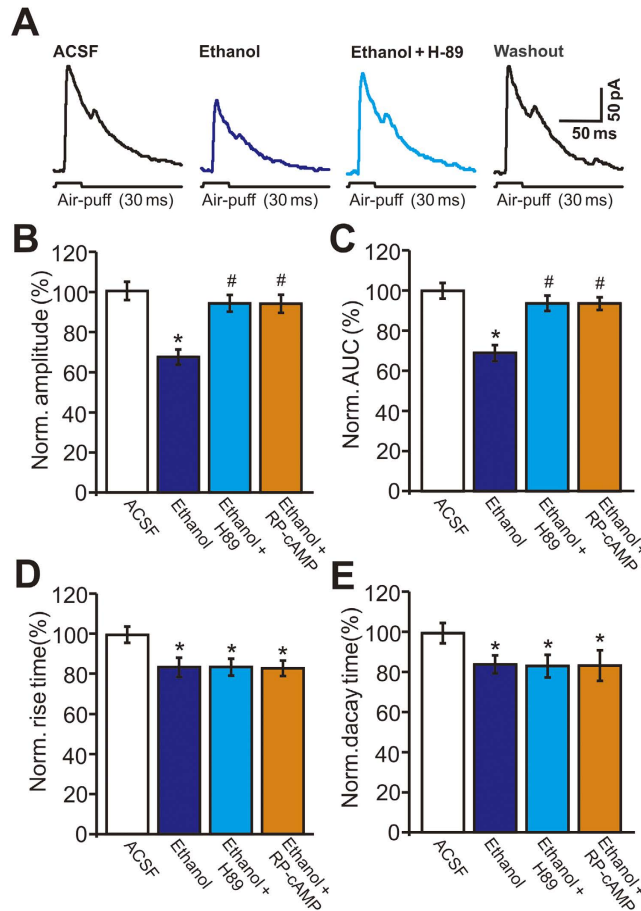 A
ACSF
Ethanol
Ethanol + H-89
Washout
50 pA
50 ms
Air-puff (30 ms)
Air-puff (30 ms)
Air-puff (30 ms)
Air-puff (30 ms)
B
Norm. amplitude (%)
120
100
80
60
40
20
0
*
#
#
ACSF
Ethanol
Ethanol +
H89
Ethanol +
RP-cAMP
C
Norm. AUC (%)
120
100
80
60
40
20
0
*
#
#
ACSF
Ethanol
Ethanol +
H89
Ethanol +
RP-cAMP
D
Norm. rise time(%)
120
100
80
60
40
20
0
*
*
*
ACSF
Ethanol
Ethanol +
H89
Ethanol +
RP-cAMP
E
Norm.dacay time(%)
120
100
80
60
40
20
0
*
*
*
ACSF
Ethanol
Ethanol +
H89
Ethanol +
RP-cAMP